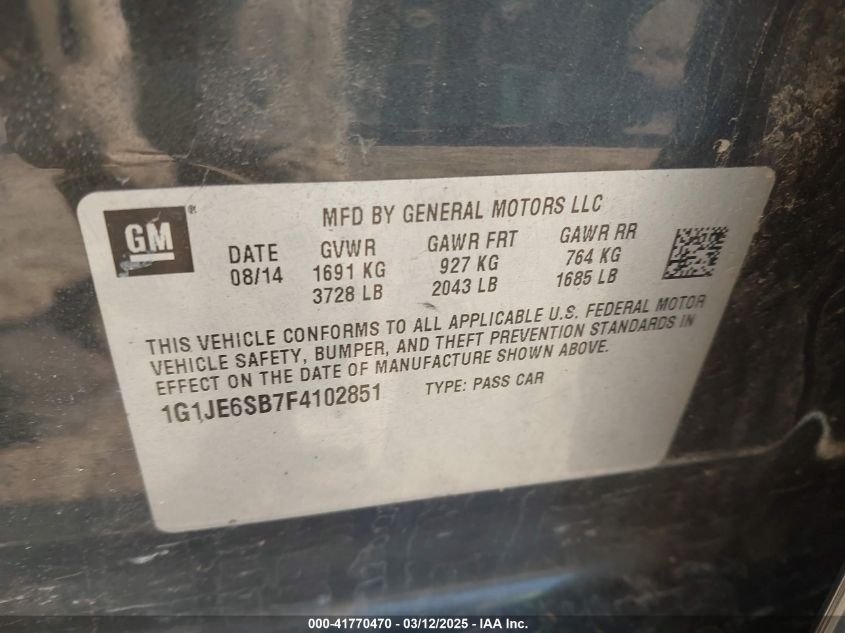 GM®
MFD BY GENERAL MOTORS LLC
DATE GVWR GAWR FRT GAWR RR
08/14 1691 KG 927 KG 764 KG
3728 LB 2043 LB 1685 LB
THIS VEHICLE CONFORMS TO ALL APPLICABLE U.S. FEDERAL MOTOR
VEHICLE SAFETY, BUMPER, AND THEFT PREVENTION STANDARDS IN
EFFECT ON THE DATE OF MANUFACTURE SHOWN ABOVE.
1G1JE6SB7F4102851 TYPE: PASS CAR
000-41770470 - 03/12/2025 - IAA Inc.